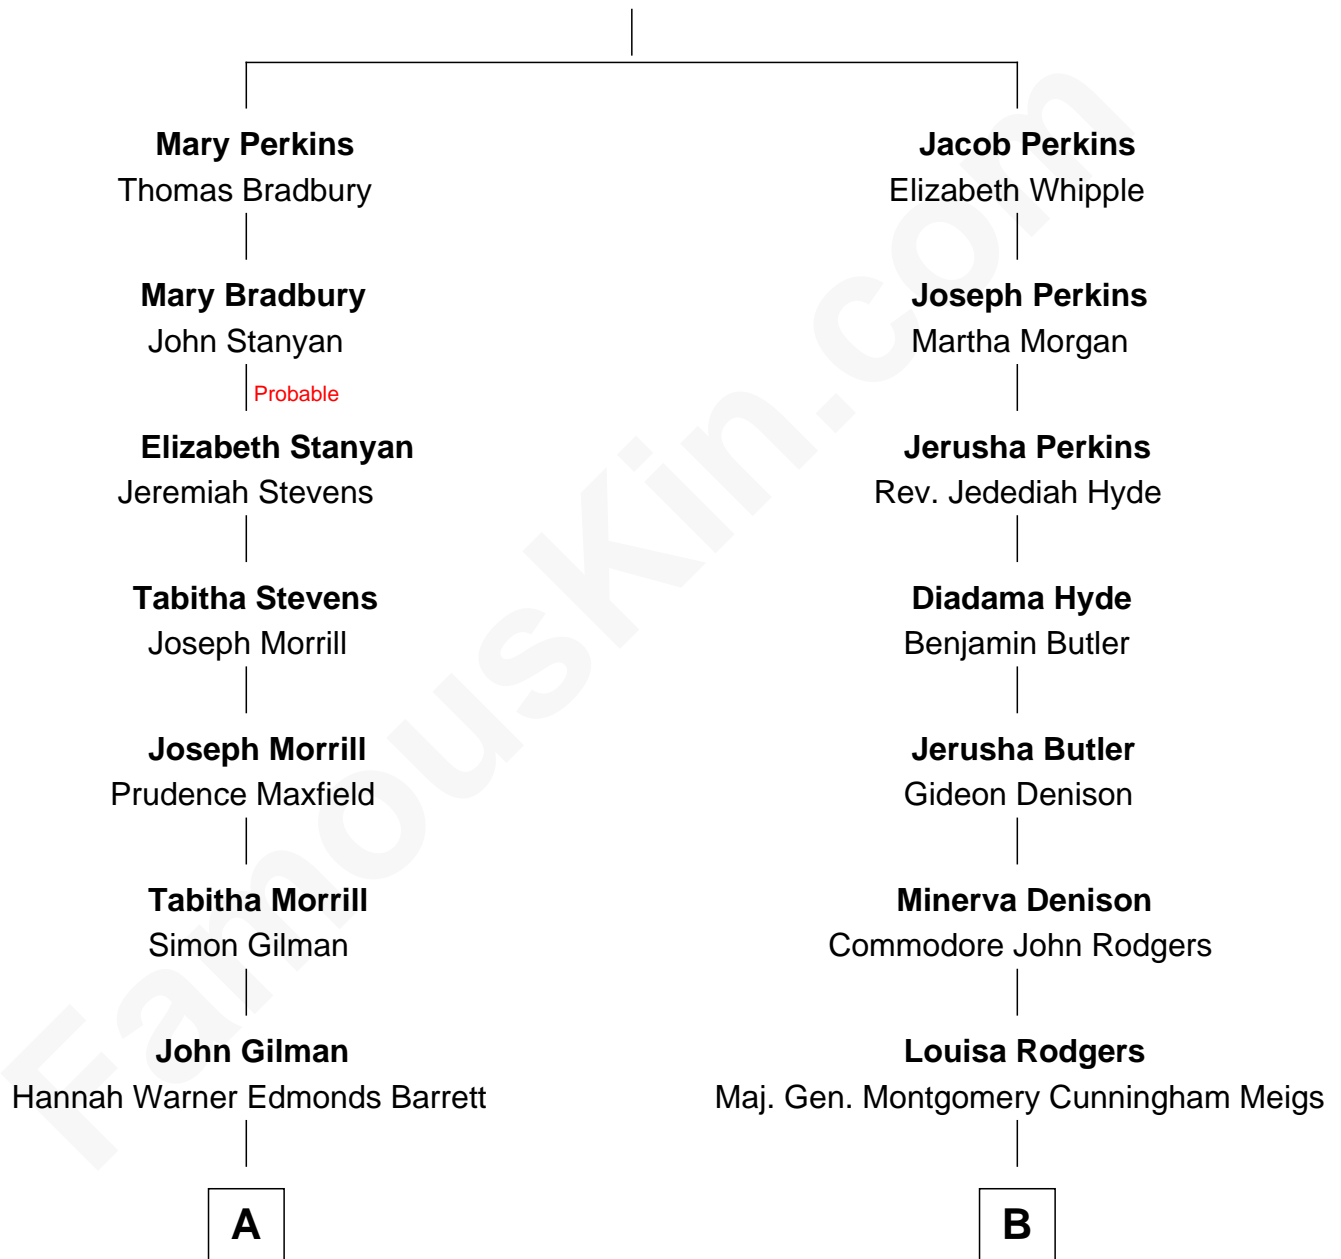 Mary Perkins
Thomas Bradbury
Mary Bradbury
John Stanyan
Probable
Elizabeth Stanyan
Jeremiah Stevens
Tabitha Stevens
Joseph Morrill
Joseph Morrill
Prudence Maxfield
Tabitha Morrill
Simon Gilman
John Gilman
Hannah Warner Edmonds Barrett
A
Jacob Perkins
Elizabeth Whipple
Joseph Perkins
Martha Morgan
Jerusha Perkins
Rev. Jedediah Hyde
Diadama Hyde
Benjamin Butler
Jerusha Butler
Gideon Denison
Minerva Denison
Commodore John Rodgers
Louisa Rodgers
Maj. Gen. Montgomery Cunningham Meigs
B
FamousKin.com